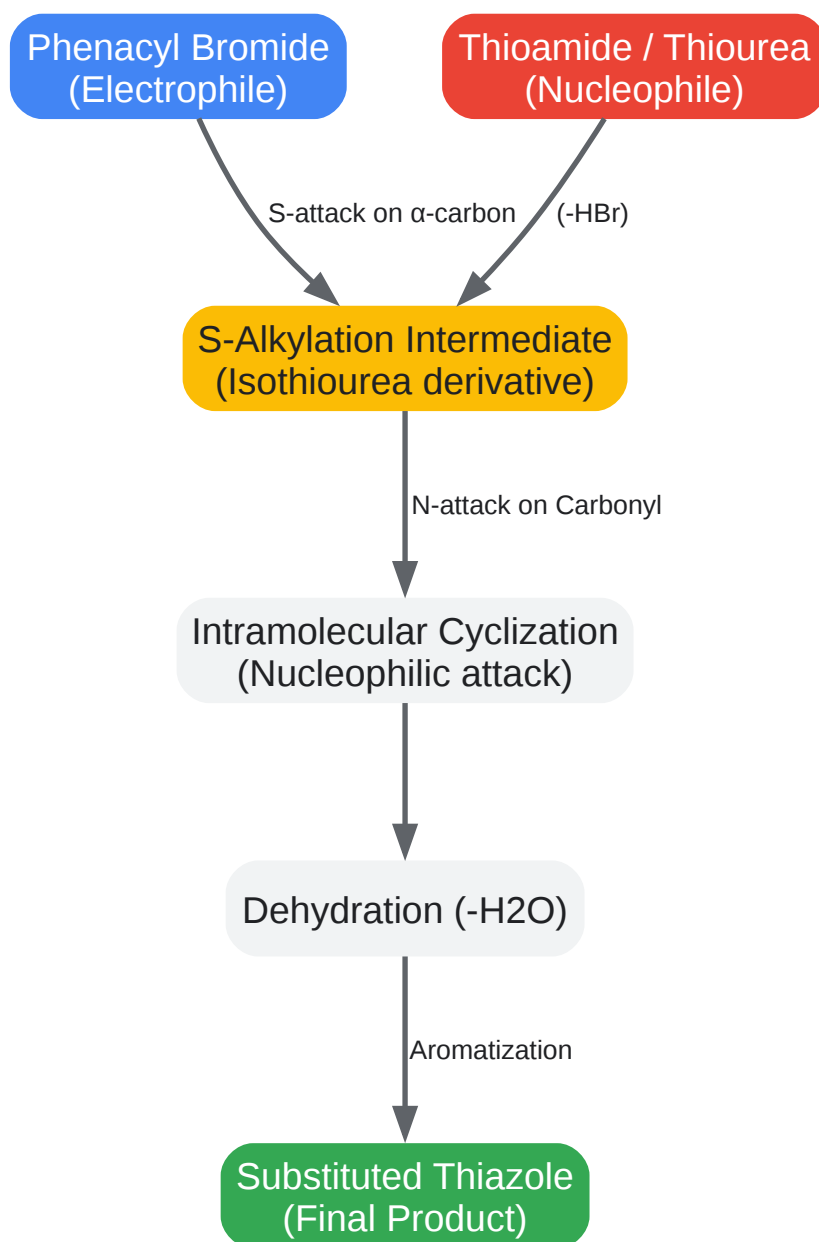 Phenacyl Bromide
(Electrophile)
Thioamide / Thiourea
(Nucleophile)
S-attack on α-carbon
(-HBr)
S-Alkylation Intermediate
(Isothiourea derivative)
N-attack on Carbonyl
Intramolecular Cyclization
(Nucleophilic attack)
Dehydration (-H2O)
Aromatization
Substituted Thiazole
(Final Product)